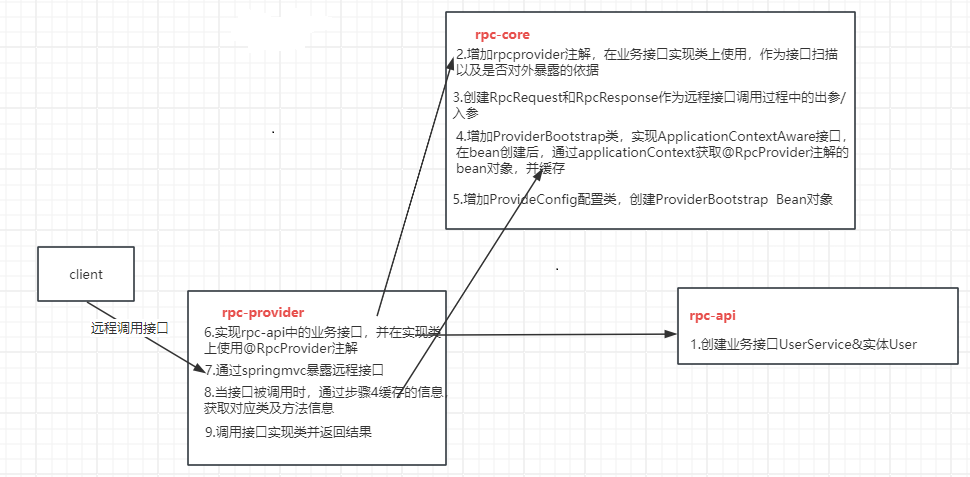 rpc-core
2.增加rpcprovider注解，在业务接口实现类上使用，作为接口扫描
以及是否对外暴露的依据
3.创建RpcRequest和RpcResponse作为远程接口调用过程中的出参/
入参
4.增加ProviderBootstrap类，实现ApplicationContextAware接口，
在bean创建后，通过applicationContext获取@RpcProvider注解的
bean对象，并缓存
5.增加ProvideConfig配置类，创建ProviderBootstrap Bean对象
client
远程调用接口
rpc-provider
6.实现rpc-api中的业务接口，并在实现类
上使用@RpcProvider注解
7.通过springmvc暴露远程接口
8.当接口被调用时，通过步骤4缓存的信息，
获取对应类及方法信息
9.调用接口实现类并返回结果
rpc-api
1.创建业务接口UserService&实体User